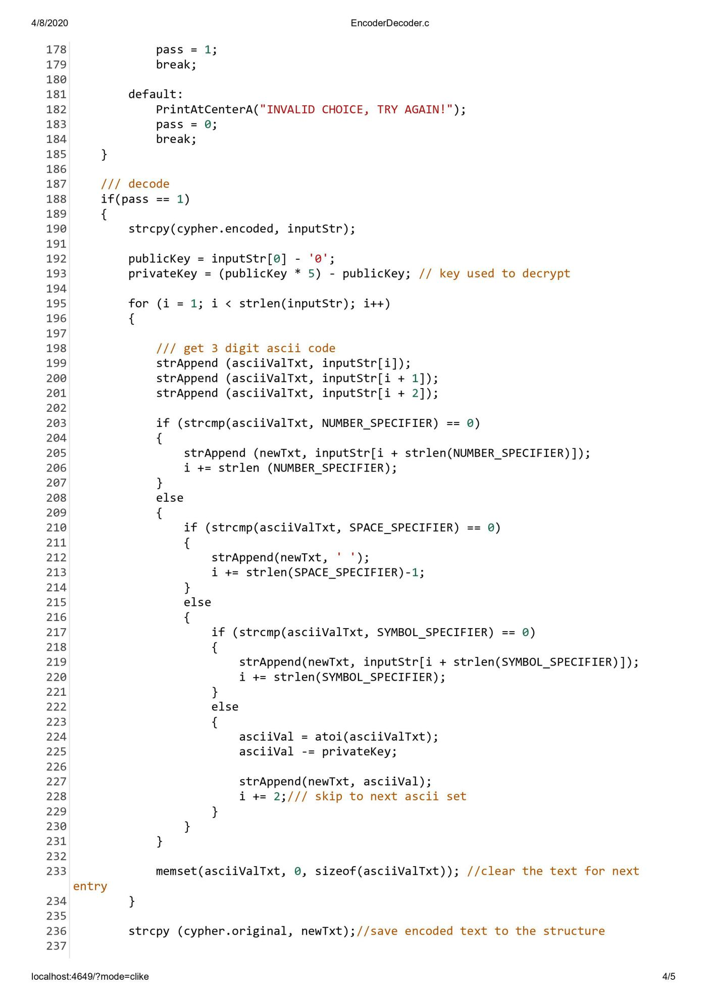 4/8/2020 EncoderDecoder.c
178 pass = 1;
179 break;
180
181 default:
182 PrintAtCenterA("INVALID CHOICE, TRY AGAIN!");
183 pass = 0;
184 break;
185 }
186
187 /// decode
188 if(pass == 1)
189 {
190 strcpy(cypher.encoded, inputStr);
191
192 publicKey = inputStr[0] - '0';
193 privateKey = (publicKey * 5) - publicKey; // key used to decrypt
194
195 for (i = 1; i < strlen(inputStr); i++)
196 {
197
198 /// get 3 digit ascii code
199 strAppend (asciiValTxt, inputStr[i]);
200 strAppend (asciiValTxt, inputStr[i + 1]);
201 strAppend (asciiValTxt, inputStr[i + 2]);
202
203 if (strcmp(asciiValTxt, NUMBER_SPECIFIER) == 0)
204 {
205 strAppend (newTxt, inputStr[i + strlen(NUMBER_SPECIFIER)]);
206 i += strlen (NUMBER_SPECIFIER);
207 }
208 else
209 {
210 if (strcmp(asciiValTxt, SPACE_SPECIFIER) == 0)
211 {
212 strAppend(newTxt, ' ');
213 i += strlen(SPACE_SPECIFIER)-1;
214 }
215 else
216 {
217 if (strcmp(asciiValTxt, SYMBOL_SPECIFIER) == 0)
218 {
219 strAppend(newTxt, inputStr[i + strlen(SYMBOL_SPECIFIER)]);
220 i += strlen(SYMBOL_SPECIFIER);
221 }
222 else
223 {
224 asciiVal = atoi(asciiValTxt);
225 asciiVal -= privateKey;
226
227 strAppend(newTxt, asciiVal);
228 i += 2;/// skip to next ascii set
229 }
230 }
231 }
232
233 memset(asciiValTxt, 0, sizeof(asciiValTxt)); //clear the text for next
entry
234 }
235
236 strcpy (cypher.original, newTxt);//save encoded text to the structure
237
localhost:4649/?mode=clike 4/5